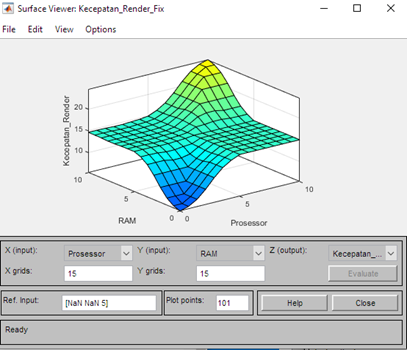 Surface Viewer: Kecepatan_Render_Fix
File Edit View Options
Kecepatan_Render
20
15
10
10
5
0
RAM
0
5
10
Prosessor
X (input): Prosessor Y (input): RAM Z (output): Kecepatan_...
X grids: 15 Y grids: 15 Evaluate
Ref. Input: [NaN NaN 5] Plot points: 101 Help Close
Ready